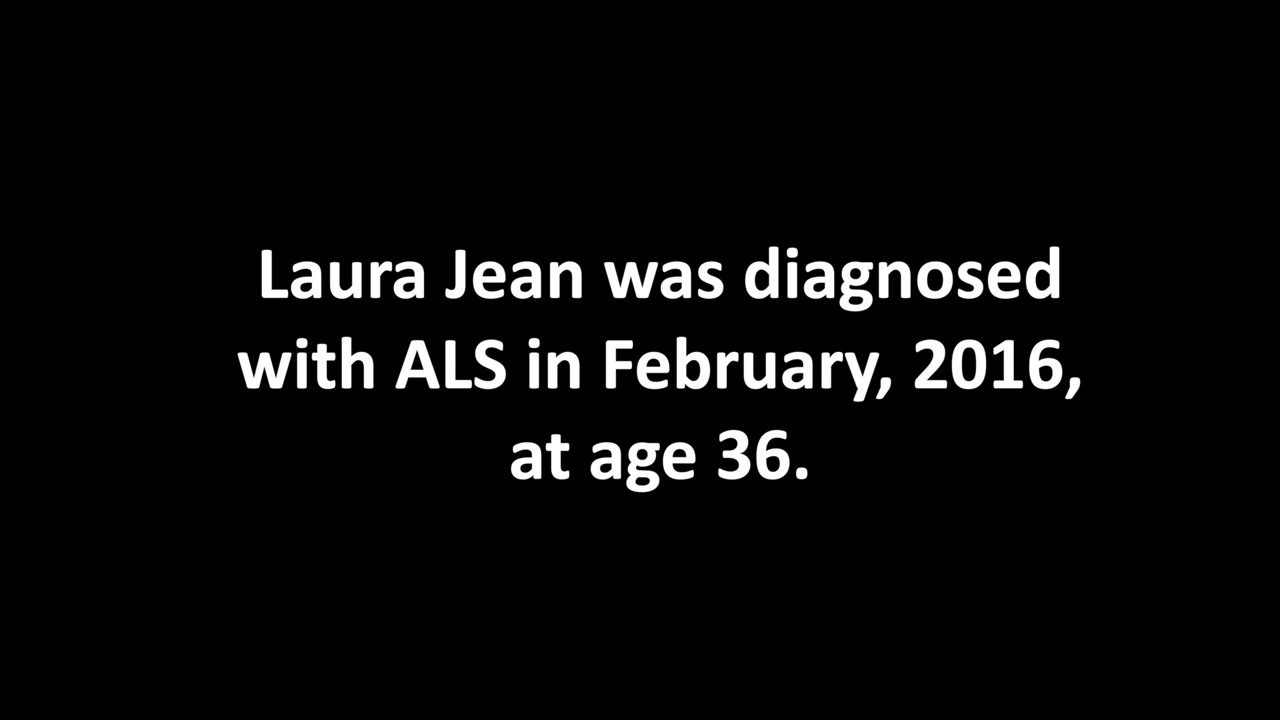 Laura Jean was diagnosed
with ALS in February, 2016,
at age 36.